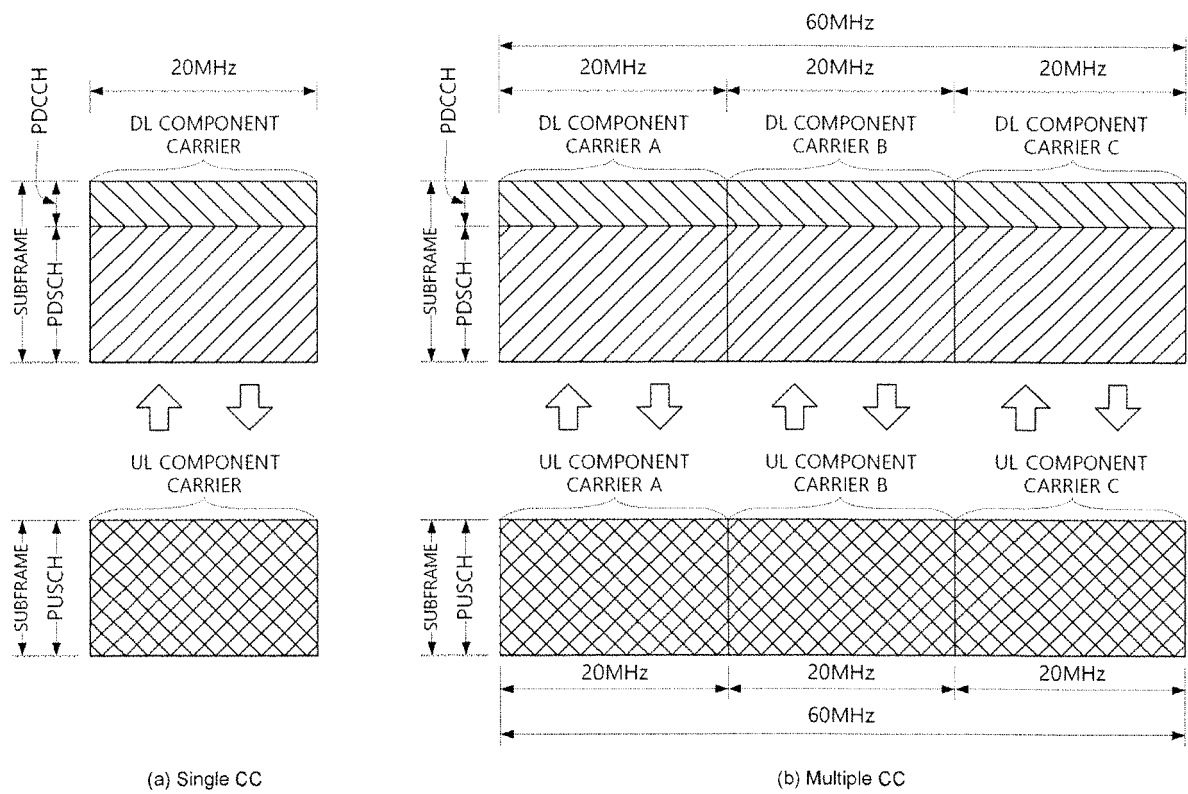 20MHz
PDCCH
DL COMPONENT
CARRIER
SUBFRAME
PDSCH
UL COMPONENT
CARRIER
SUBFRAME
PUSCH
(a) Single CC
60MHz
20MHz
20MHz
20MHz
PDCCH
DL COMPONENT
CARRIER A
DL COMPONENT
CARRIER B
DL COMPONENT
CARRIER C
SUBFRAME
PDSCH
UL COMPONENT
CARRIER A
UL COMPONENT
CARRIER B
UL COMPONENT
CARRIER C
SUBFRAME
PUSCH
20MHz
20MHz
20MHz
60MHz
(b) Multiple CC